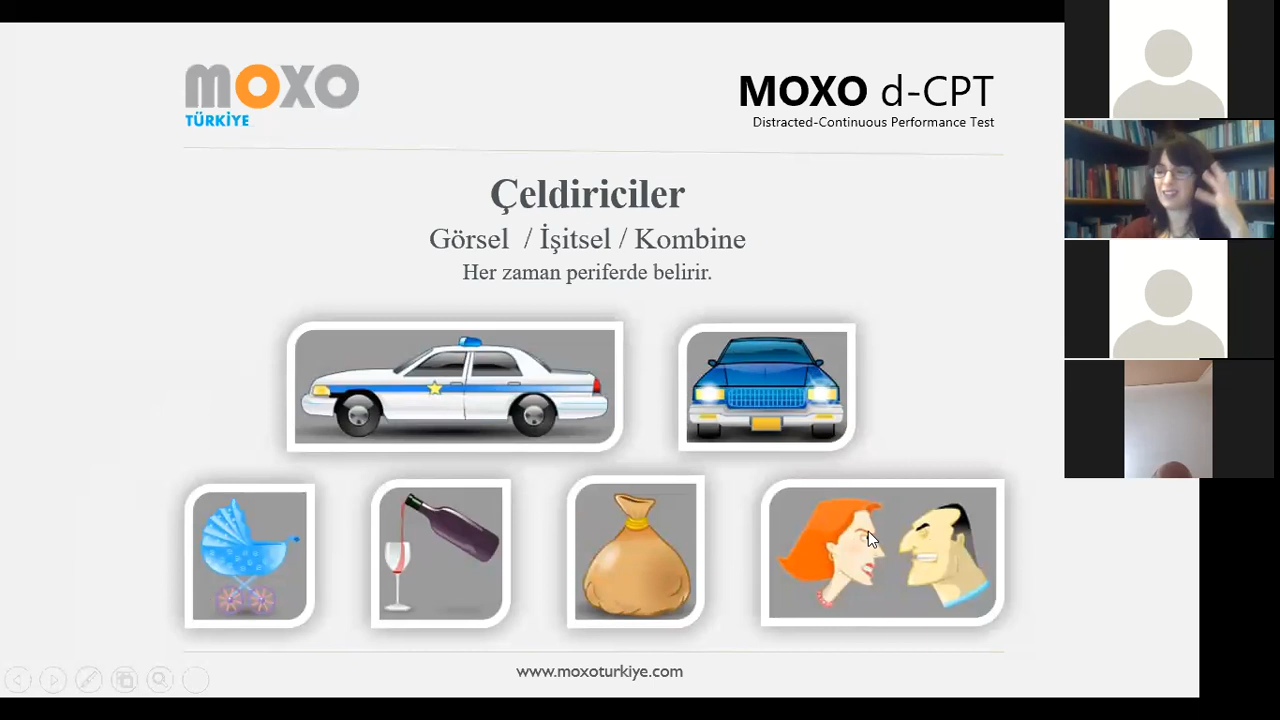 moxo
TÜRKİYE
MOXO d-CPT
Distracted-Continuous Performance Test
Çeldiriciler
Görsel / İşitsel / Kombine
Her zaman periferde belirir.
www.moxoturkiye.com